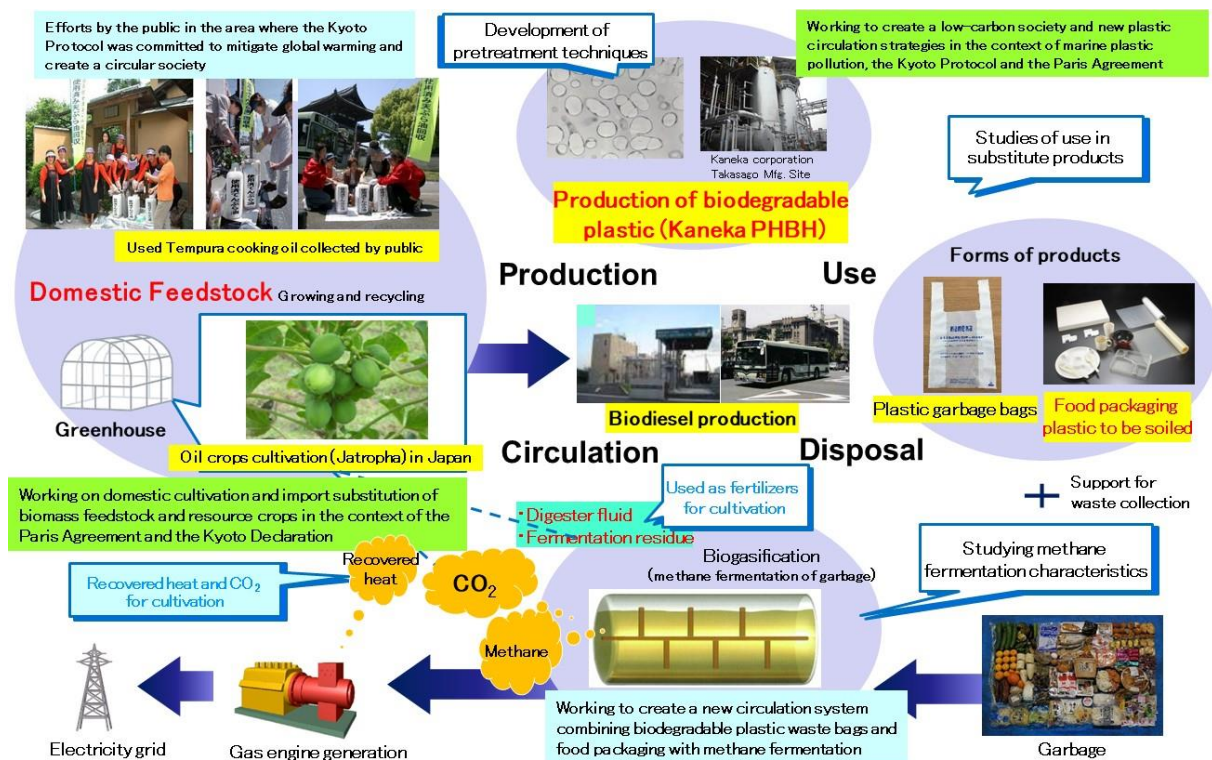 Efforts by the public in the area where the Kyoto
Protocol was committed to mitigate global warming and
create a circular society
Development of
pretreatment techniques
Working to create a low-carbon society and new plastic
circulation strategies in the context of marine plastic
pollution, the Kyoto Protocol and the Paris Agreement
Studies of use in
substitute products
Kaneka corporation
Takasago Mfg. Site
Production of biodegradable
plastic (Kaneka PHBH)
Used Tempura cooking oil collected by public
Domestic Feedstock Growing and recycling
Production
Use
Forms of products
KANEKA
Greenhouse
Oil crops cultivation (Jatropha) in Japan
Biodiesel production
Plastic garbage bags
Food packaging
plastic to be soiled
Circulation
Disposal
Support for
waste collection
Working on domestic cultivation and import substitution of
biomass feedstock and resource crops in the context of the
Paris Agreement and the Kyoto Declaration
・Digester fluid
・Fermentation residue
Used as fertilizers
for cultivation
Biogasification
(methane fermentation of garbage)
Studying methane
fermentation characteristics
Recovered heat and CO₂
for cultivation
Recovered
heat
CO₂
Methane
Electricity grid
Gas engine generation
Working to create a new circulation system
combining biodegradable plastic waste bags and
food packaging with methane fermentation
Garbage